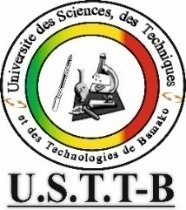 Université des Sciences, des Techniques
et des Technologies de Bamako
U.S.T.T-B